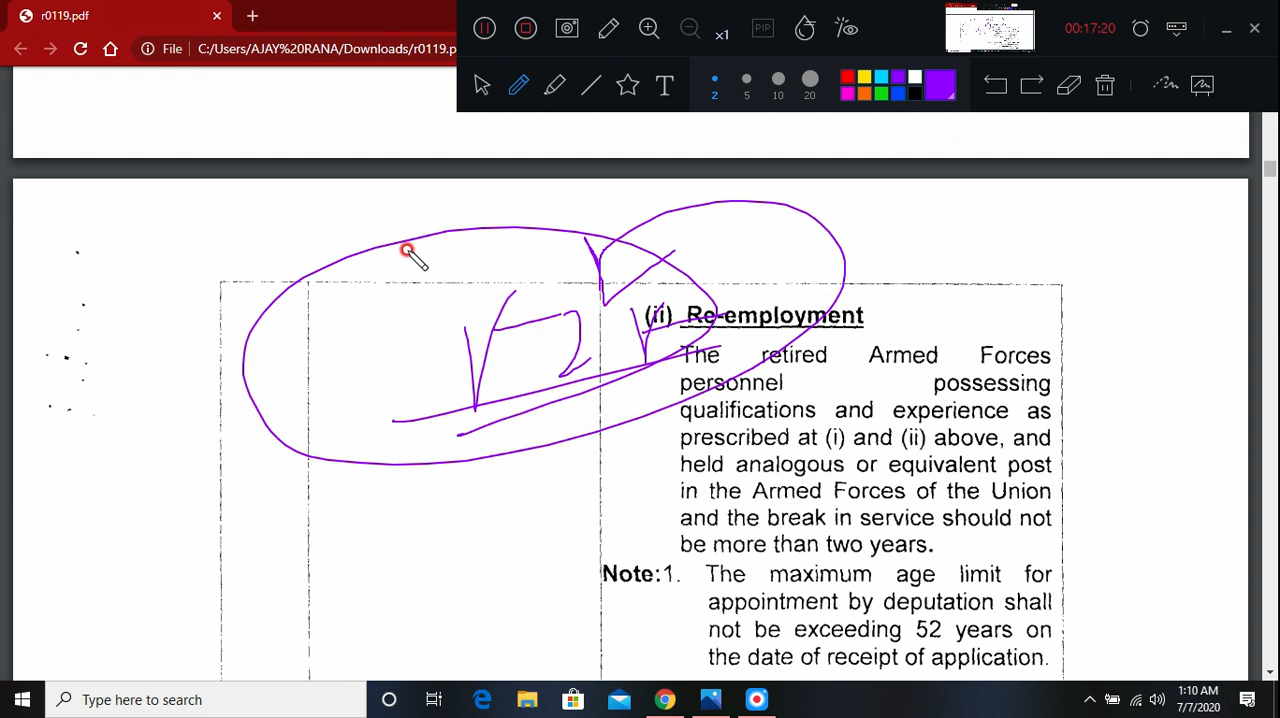 r0119.pdf
x1
PIP
00:17:20
File C:/Users/AJAY%20RANA/Downloads/r0119.p
2 5 10 20
T
(ii) Re-employment
The retired Armed Forces
personnel possessing
qualifications and experience as
prescribed at (i) and (ii) above, and
held analogous or equivalent post
in the Armed Forces of the Union
and the break in service should not
be more than two years.
Note:1. The maximum age limit for
appointment by deputation shall
not be exceeding 52 years on
the date of receipt of application.
Type here to search
1:10 AM
7/7/2020